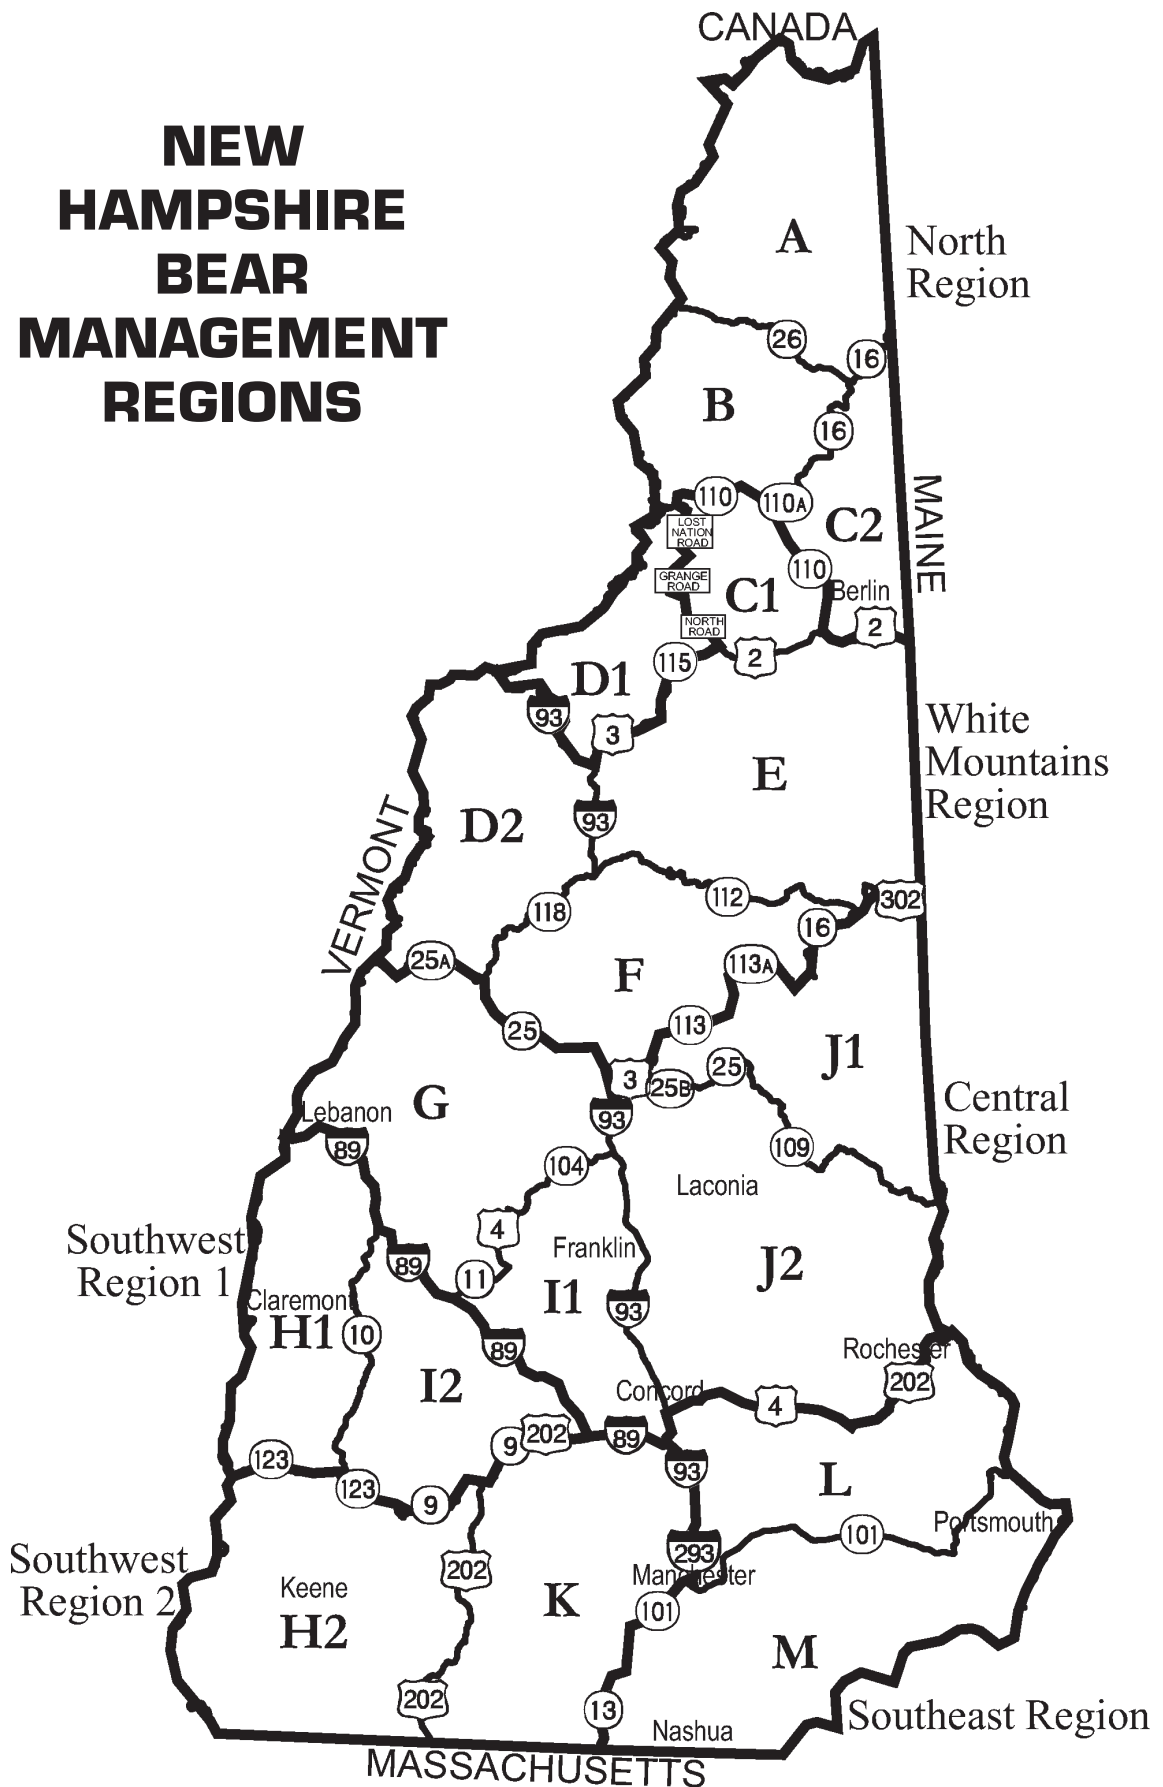 CANADA
NEW
HAMPSHIRE
BEAR
MANAGEMENT
REGIONS
A
North
Region
26
16
B
16
MAINE
110
110A
C2
LOST
NATION
ROAD
110
GRANGE
ROAD
C1
Berlin
NORTH
ROAD
2
115
2
D1
93
3
White
Mountains
Region
E
93
D2
VERMONT
112
302
118
16
25A
113A
F
25
113
J1
3
25B
25
93
G
Lebanon
Central
Region
89
109
104
Laconia
Southwest
Region 1
4
Franklin
89
11
J2
I1
93
Claremont
H1
10
89
Rochester
I2
202
Concord
4
9
202
89
123
93
123
9
L
Portsmouth
101
293
Southwest
Region 2
202
Manchester
Keene
H2
K
101
M
202
13
Nashua
Southeast Region
MASSACHUSETTS